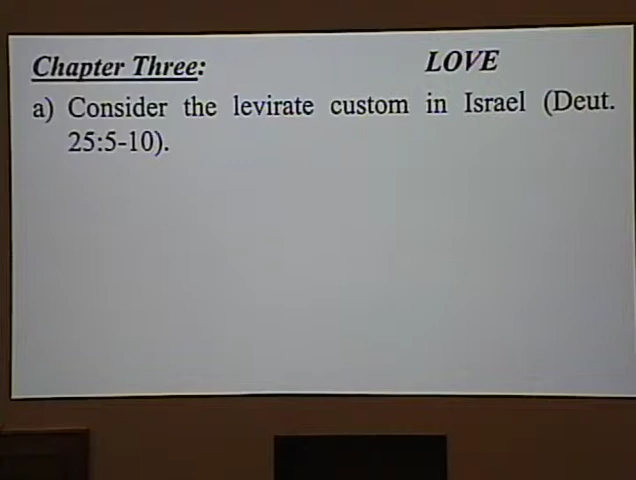 Chapter Three: LOVE
a) Consider the levirate custom in Israel (Deut.
25:5-10).